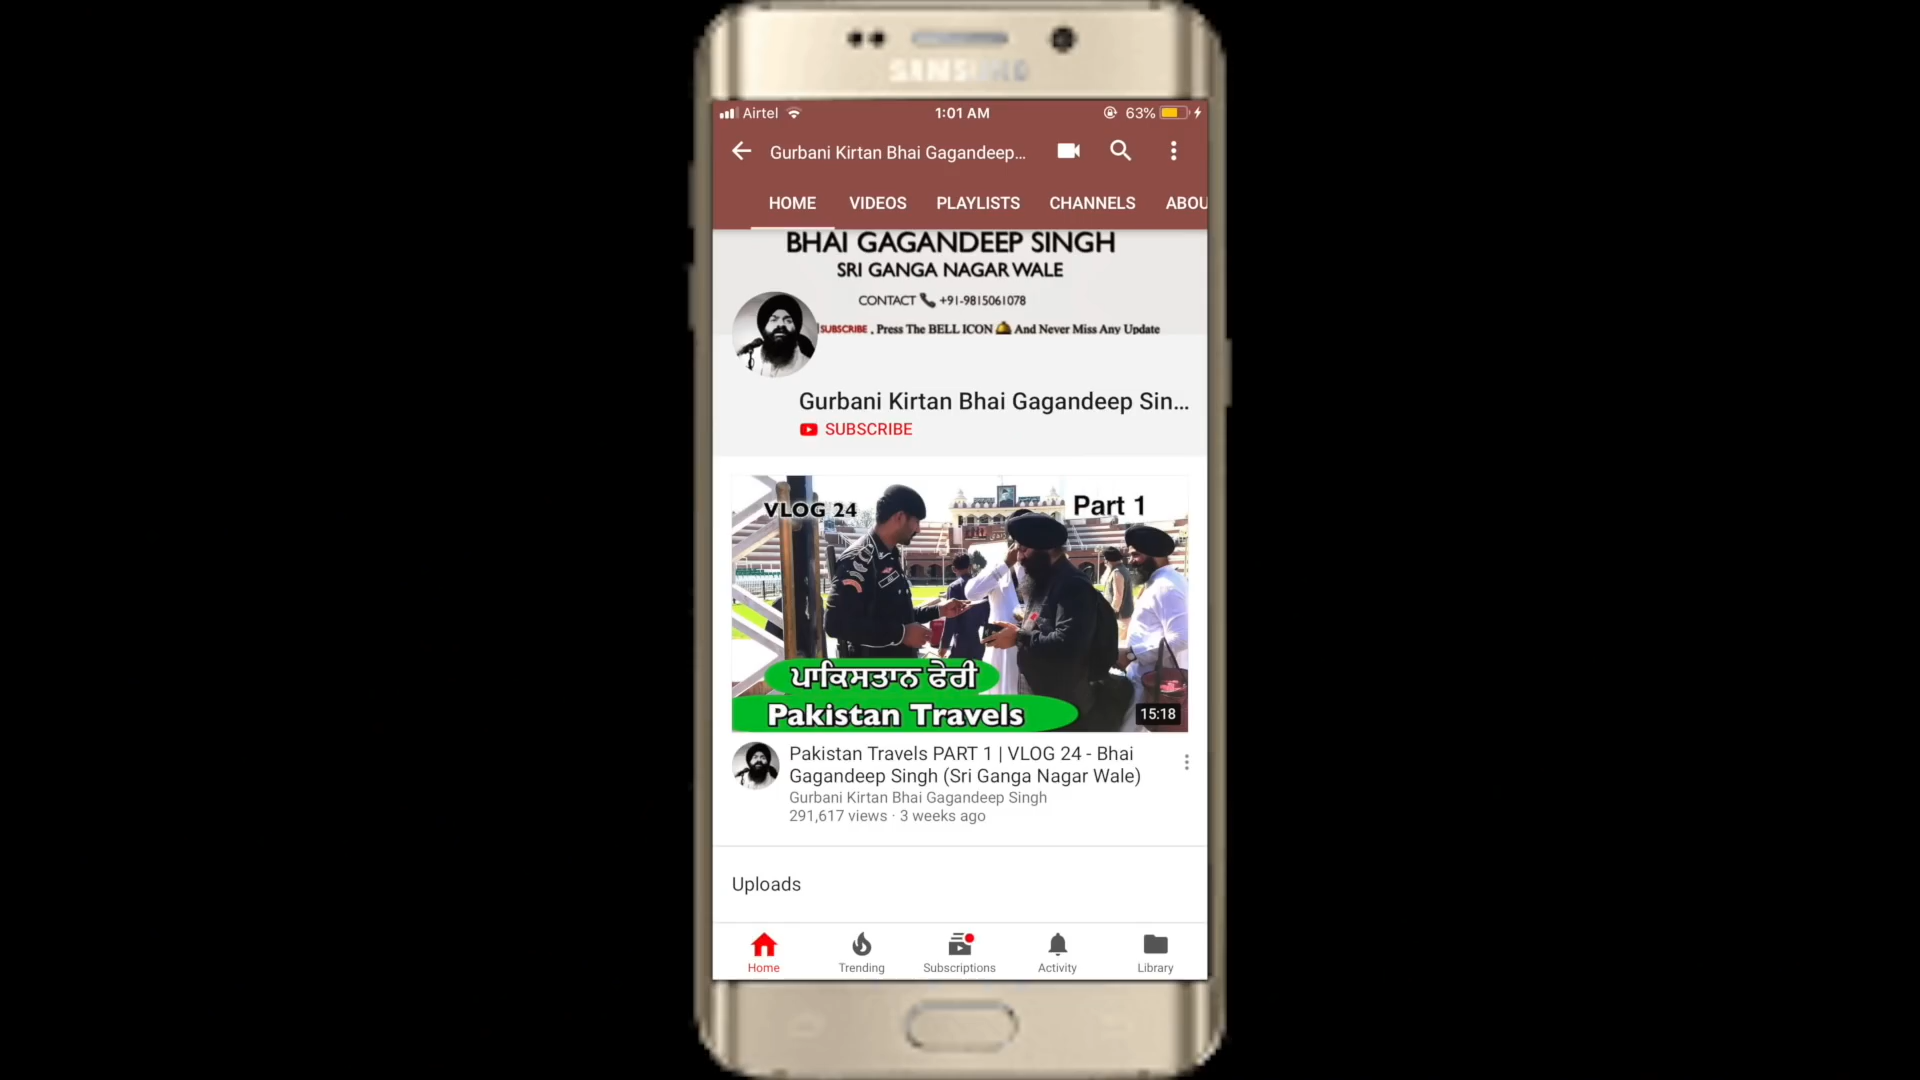 SAMSUNG
Airtel 1:01 AM 63%
Gurbani Kirtan Bhai Gagandeep...
HOME VIDEOS PLAYLISTS CHANNELS ABOU
BHAI GAGANDEEP SINGH
SRI GANGA NAGAR WALE
CONTACT +91-9815061078
SUBSCRIBE , Press The BELL ICON And Never Miss Any Update
Gurbani Kirtan Bhai Gagandeep Sin...
SUBSCRIBE
VLOG 24 Part 1
ਪਾਕਿਸਤਾਨ ਫੇਰੀ
Pakistan Travels
15:18
Pakistan Travels PART 1 | VLOG 24 - Bhai
Gagandeep Singh (Sri Ganga Nagar Wale)
Gurbani Kirtan Bhai Gagandeep Singh
291,617 views · 3 weeks ago
Uploads
Home Trending Subscriptions Activity Library